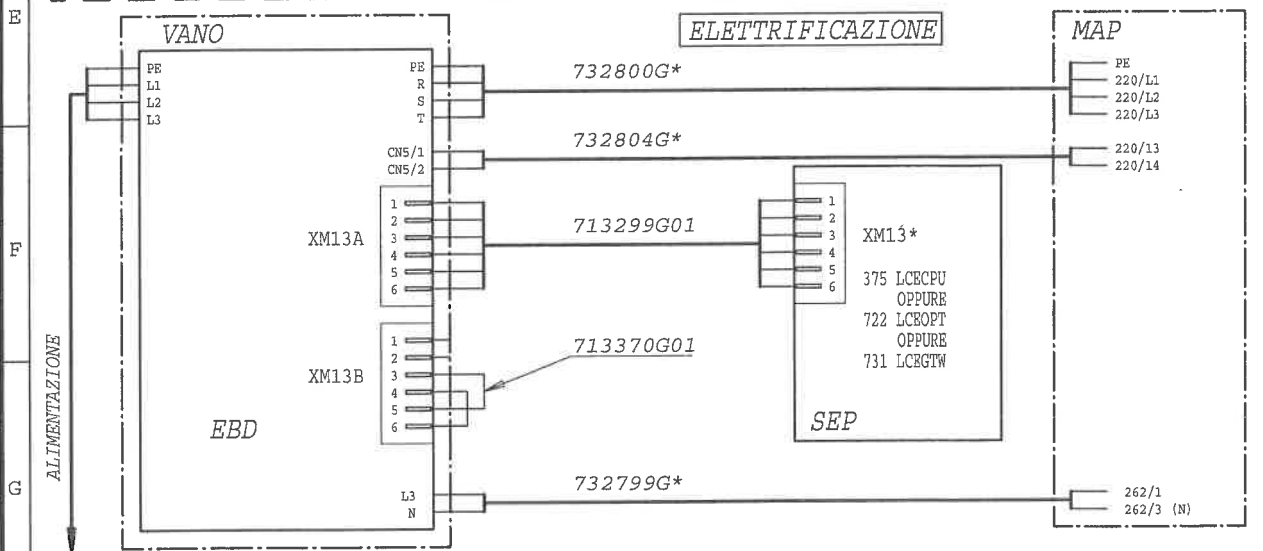 E
F
G
ALIMENTAZIONE
VANO
PE
L1
L2
L3
EBD
PE
R
S
T
CN5/1
CN5/2
XM13A
1
2
3
4
5
6
XM13B
1
2
3
4
5
6
L3
N
ELETTRIFICAZIONE
732800G*
732804G*
713299G01
713370G01
732799G*
1
2
3
4
5
6
XM13*
375 LCECPU
OPPURE
722 LCEOPT
OPPURE
731 LCEGTW
SEP
MAP
PE
220/L1
220/L2
220/L3
220/13
220/14
262/1
262/3 (N)